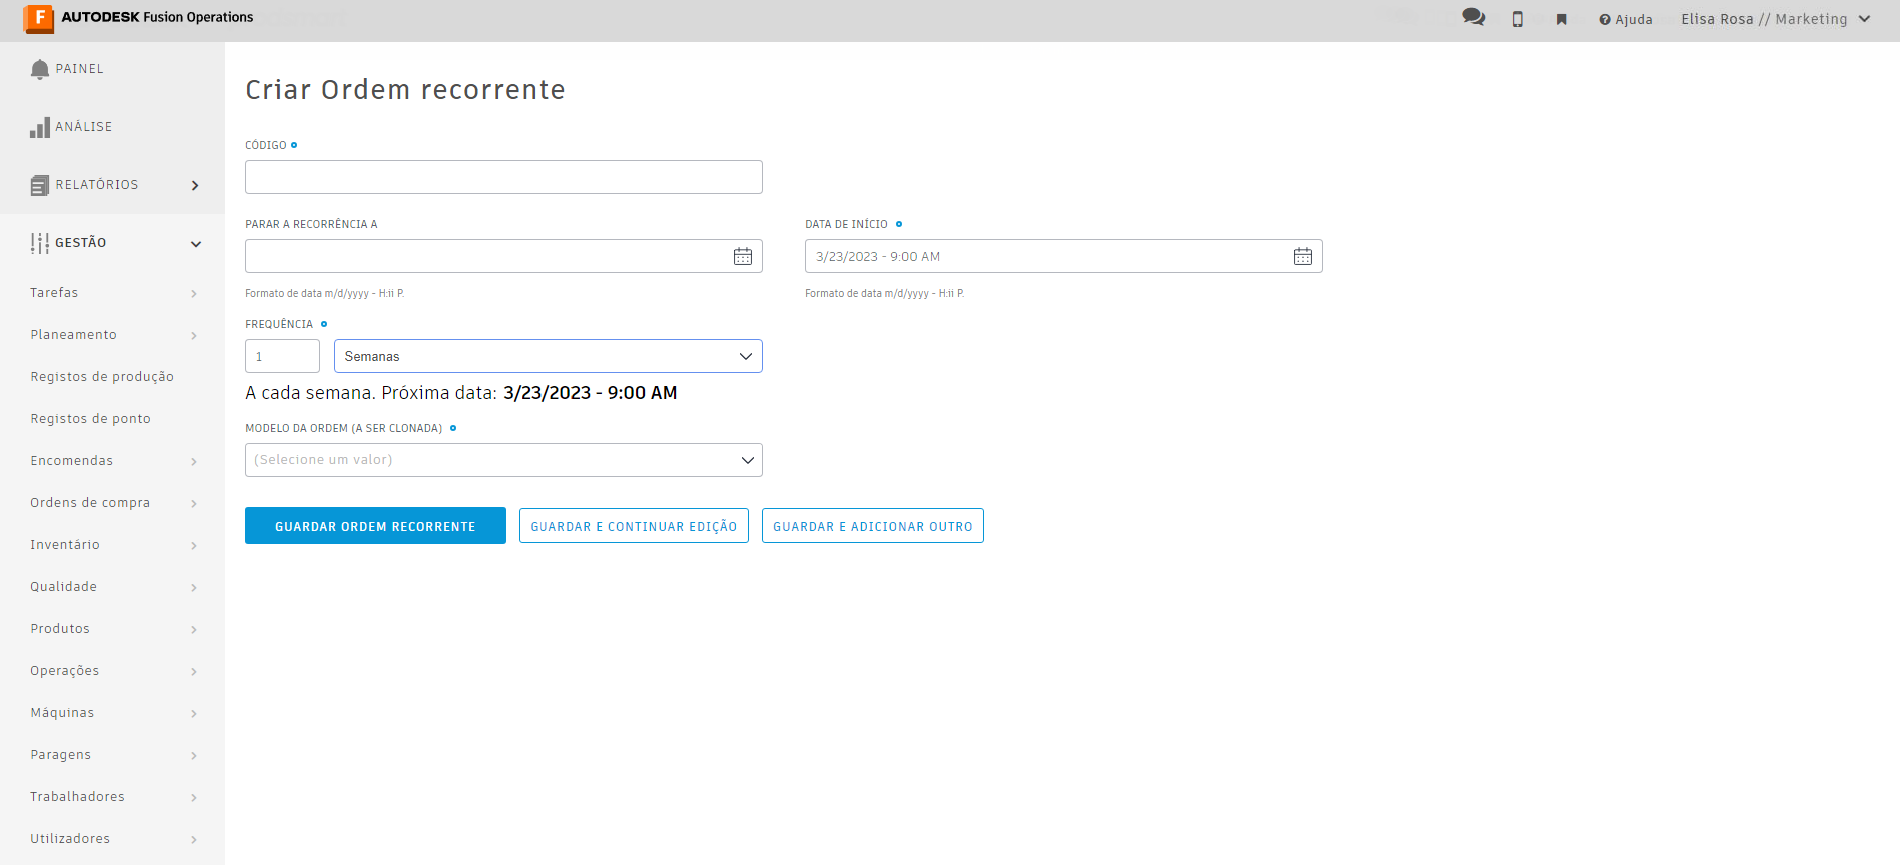 F AUTODESK Fusion Operations
Ajuda
Elisa Rosa // Marketing
PAINEL
ANÁLISE
RELATÓRIOS
GESTÃO
Tarefas
Planeamento
Registos de produção
Registos de ponto
Encomendas
Ordens de compra
Inventário
Qualidade
Produtos
Operações
Máquinas
Paragens
Trabalhadores
Utilizadores
Criar Ordem recorrente
CÓDIGO
PARAR A RECORRÊNCIA A
Formato de data m/d/yyyy - H:ii P.
DATA DE INÍCIO
3/23/2023 - 9:00 AM
Formato de data m/d/yyyy - H:ii P.
FREQUÊNCIA
1 Semanas
A cada semana. Próxima data: 3/23/2023 - 9:00 AM
MODELO DA ORDEM (A SER CLONADA)
(Selecione um valor)
GUARDAR ORDEM RECORRENTE
GUARDAR E CONTINUAR EDIÇÃO
GUARDAR E ADICIONAR OUTRO